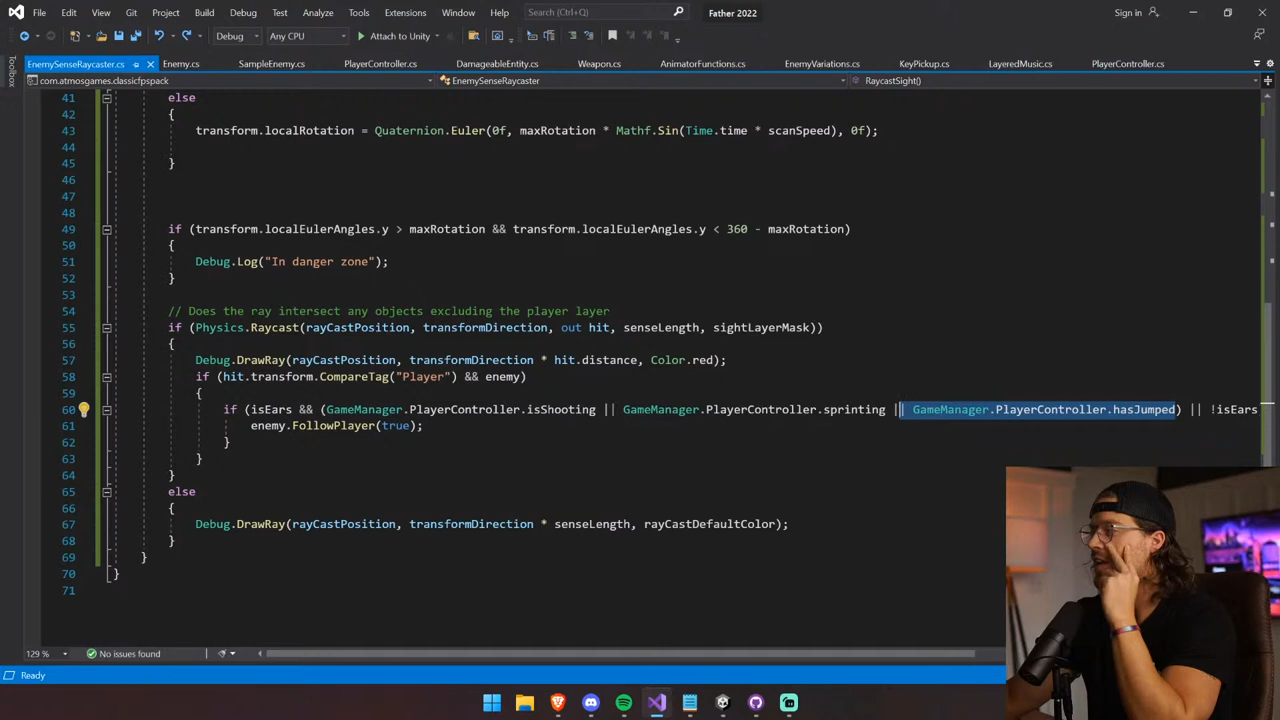 File Edit View Git Project Build Debug Test Analyze Tools Extensions Window Help Search (Ctrl+Q) Father 2022 Sign in
Debug Any CPU Attach to Unity
Toolbox
EnemySenseRaycaster.cs Enemy.cs SampleEnemy.cs PlayerController.cs DamageableEntity.cs Weapon.cs AnimatorFunctions.cs EnemyVariations.cs KeyPickup.cs LayeredMusic.cs PlayerController.cs
com.atmosgames.classicfpspack EnemySenseRaycaster RaycastSight()
41 else
42 {
43 transform.localRotation = Quaternion.Euler(0f, maxRotation * Mathf.Sin(Time.time * scanSpeed), 0f);
44
45 }
46
47
48
49 if (transform.localEulerAngles.y > maxRotation && transform.localEulerAngles.y < 360 - maxRotation)
50 {
51 Debug.Log("In danger zone");
52 }
53
54 // Does the ray intersect any objects excluding the player layer
55 if (Physics.Raycast(rayCastPosition, transformDirection, out hit, senseLength, sightLayerMask))
56 {
57 Debug.DrawRay(rayCastPosition, transformDirection * hit.distance, Color.red);
58 if (hit.transform.CompareTag("Player") && enemy)
59 {
60 if (isEars && (GameManager.PlayerController.isShooting || GameManager.PlayerController.sprinting || GameManager.PlayerController.hasJumped) || !isEars
61 enemy.FollowPlayer(true);
62 }
63 }
64 }
65 else
66 {
67 Debug.DrawRay(rayCastPosition, transformDirection * senseLength, rayCastDefaultColor);
68 }
69 }
70 }
71
129 % No issues found
Ready